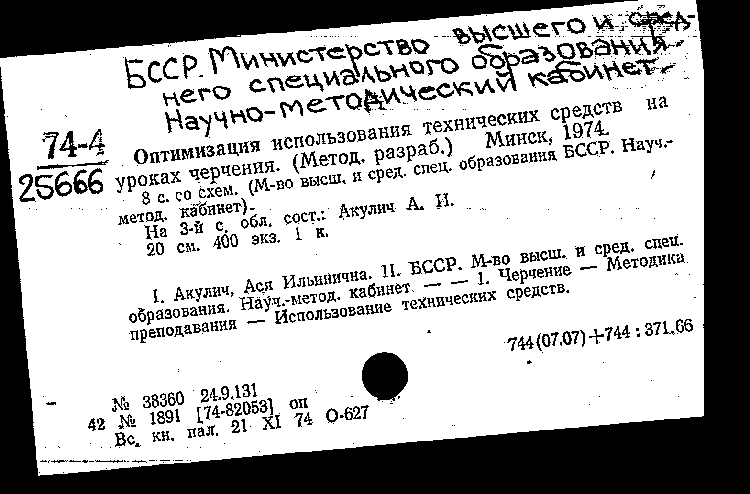 БССР. Министерство высшего и сред-
него специального образования.
Научно-методический кабинет.
74-4
25666
Оптимизация использования технических средств на
уроках черчения. (Метод. разраб.) Минск, 1974.
8 с. со схем. (М-во высш. и сред. спец. образования БССР. Науч.-
метод. кабинет).
На 3-й с. обл. сост.: Акулич А. И.
20 см. 400 экз. 1 к.
I. Акулич, Ася Ильинична. II. БССР. М-во высш. и сред. спец.
образования. Науч.-метод. кабинет — — 1. Черчение — Методика
преподавания — Использование технических средств.
744(07.07)+744:371.66
№ 38360 24.9.131
42 № 1891 [74-82053] оп
Вс. кн. пал. 21 XI 74 О-627